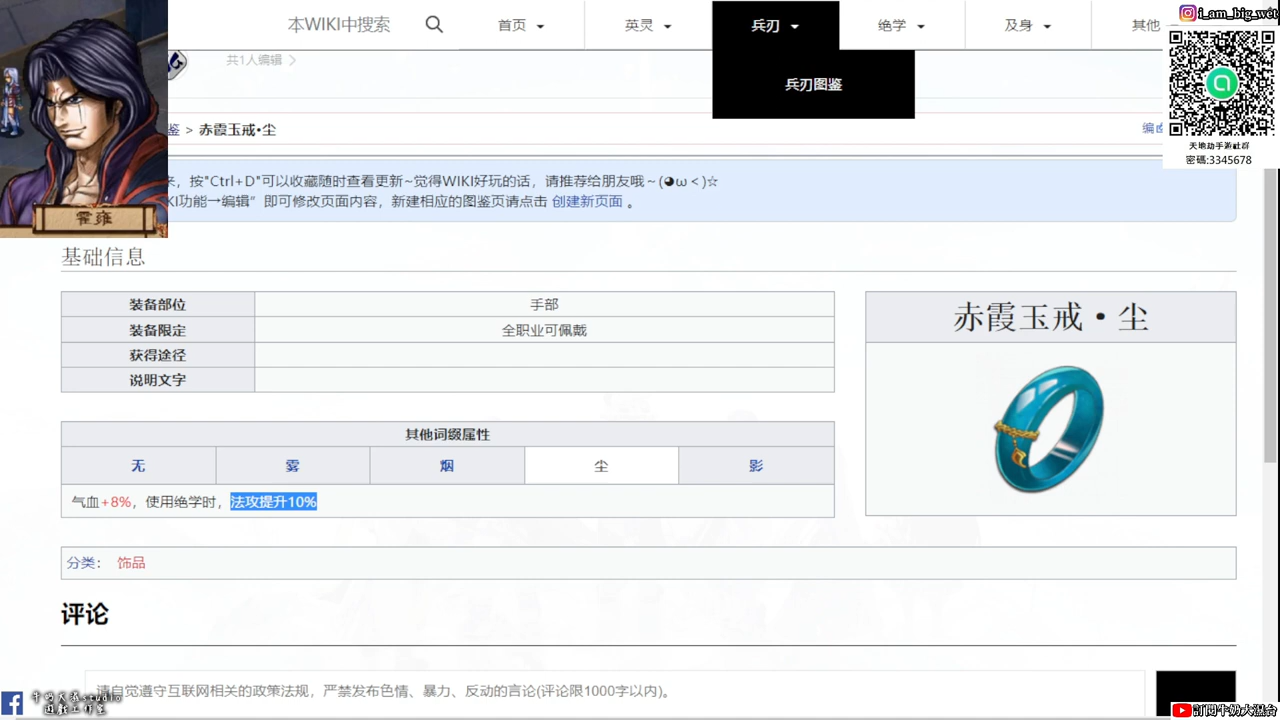 本WIKI中搜索
首页
英灵
兵刃
绝学
及身
其他
i_am_big_wet
兵刃图鉴
共1人编辑
鉴 > 赤霞玉戒•尘
天地劫手游社群
密碼:3345678
来，按"Ctrl+D"可以收藏随时查看更新~觉得WIKI好玩的话，请推荐给朋友哦～(◕ω＜)☆
KI功能→编辑” 即可修改页面内容，新建相应的图鉴页请点击 创建新页面 。
霍雍
基础信息
装备部位 手部
装备限定 全职业可佩戴
获得途径
说明文字
赤霞玉戒•尘
其他词缀属性
无 雾 烟 尘 影
气血+8%，使用绝学时，法攻提升10%
分类： 饰品
评论
请自觉遵守互联网相关的政策法规，严禁发布色情、暴力、反动的言论(评论限1000字以内)。
遊戲工作室
訂閱牛奶大混台